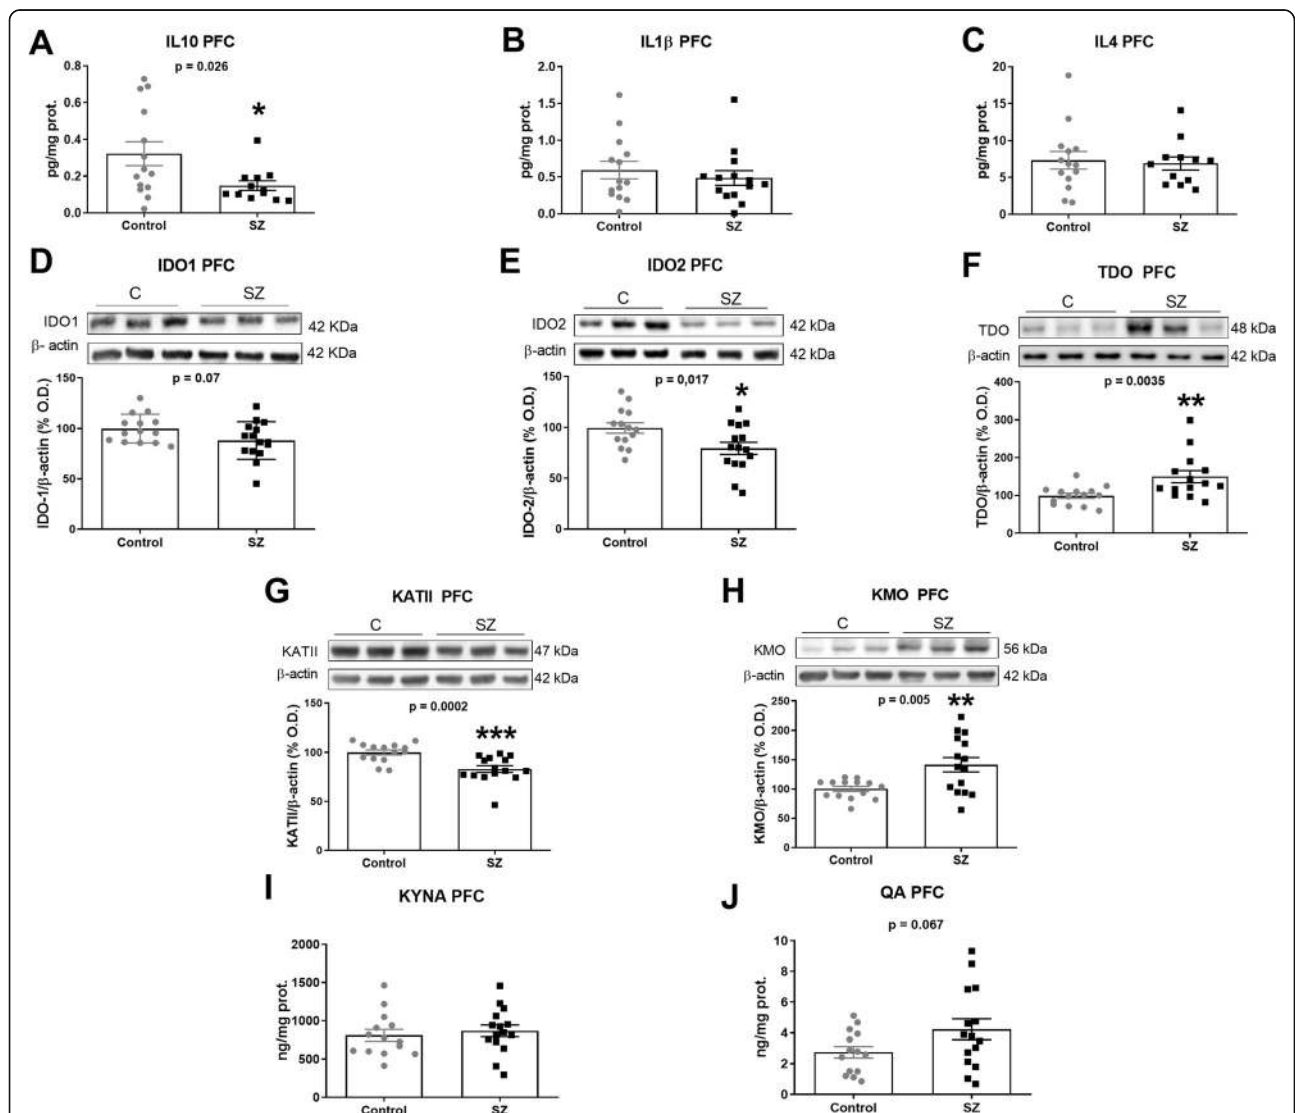 A
IL10 PFC
p = 0.026
pg/mg prot.
0.8
0.6
0.4
0.2
0.0
*
Control
SZ
B
IL1β PFC
pg/mg prot.
2.0
1.5
1.0
0.5
0.0
Control
SZ
C
IL4 PFC
pg/mg prot.
20
15
10
5
0
Control
SZ
D
IDO1 PFC
C
SZ
IDO1
42 KDa
β- actin
42 KDa
p = 0.07
IDO-1/β-actin (% O.D.)
150
100
50
0
Control
SZ
E
IDO2 PFC
C
SZ
IDO2
42 kDa
β-actin
42 kDa
p = 0,017
*
IDO-2/β-actin (% O.D.)
150
100
50
0
Control
SZ
F
TDO PFC
C
SZ
TDO
48 kDa
β-actin
42 kDa
p = 0.0035
**
TDO/β-actin (% O.D.)
400
300
200
100
0
Control
SZ
G
KATII PFC
C
SZ
KATII
47 kDa
β-actin
42 kDa
p = 0.0002
***
KATII/β-actin (% O.D.)
150
100
50
0
Control
SZ
H
KMO PFC
C
SZ
KMO
56 kDa
β-actin
42 kDa
p = 0.005
**
KMO/β-actin (% O.D.)
250
200
150
100
50
0
Control
SZ
I
KYNA PFC
ng/mg prot.
2000
1500
1000
500
0
Control
SZ
J
QA PFC
p = 0.067
ng/mg prot.
10
8
6
4
2
0
Control
SZ